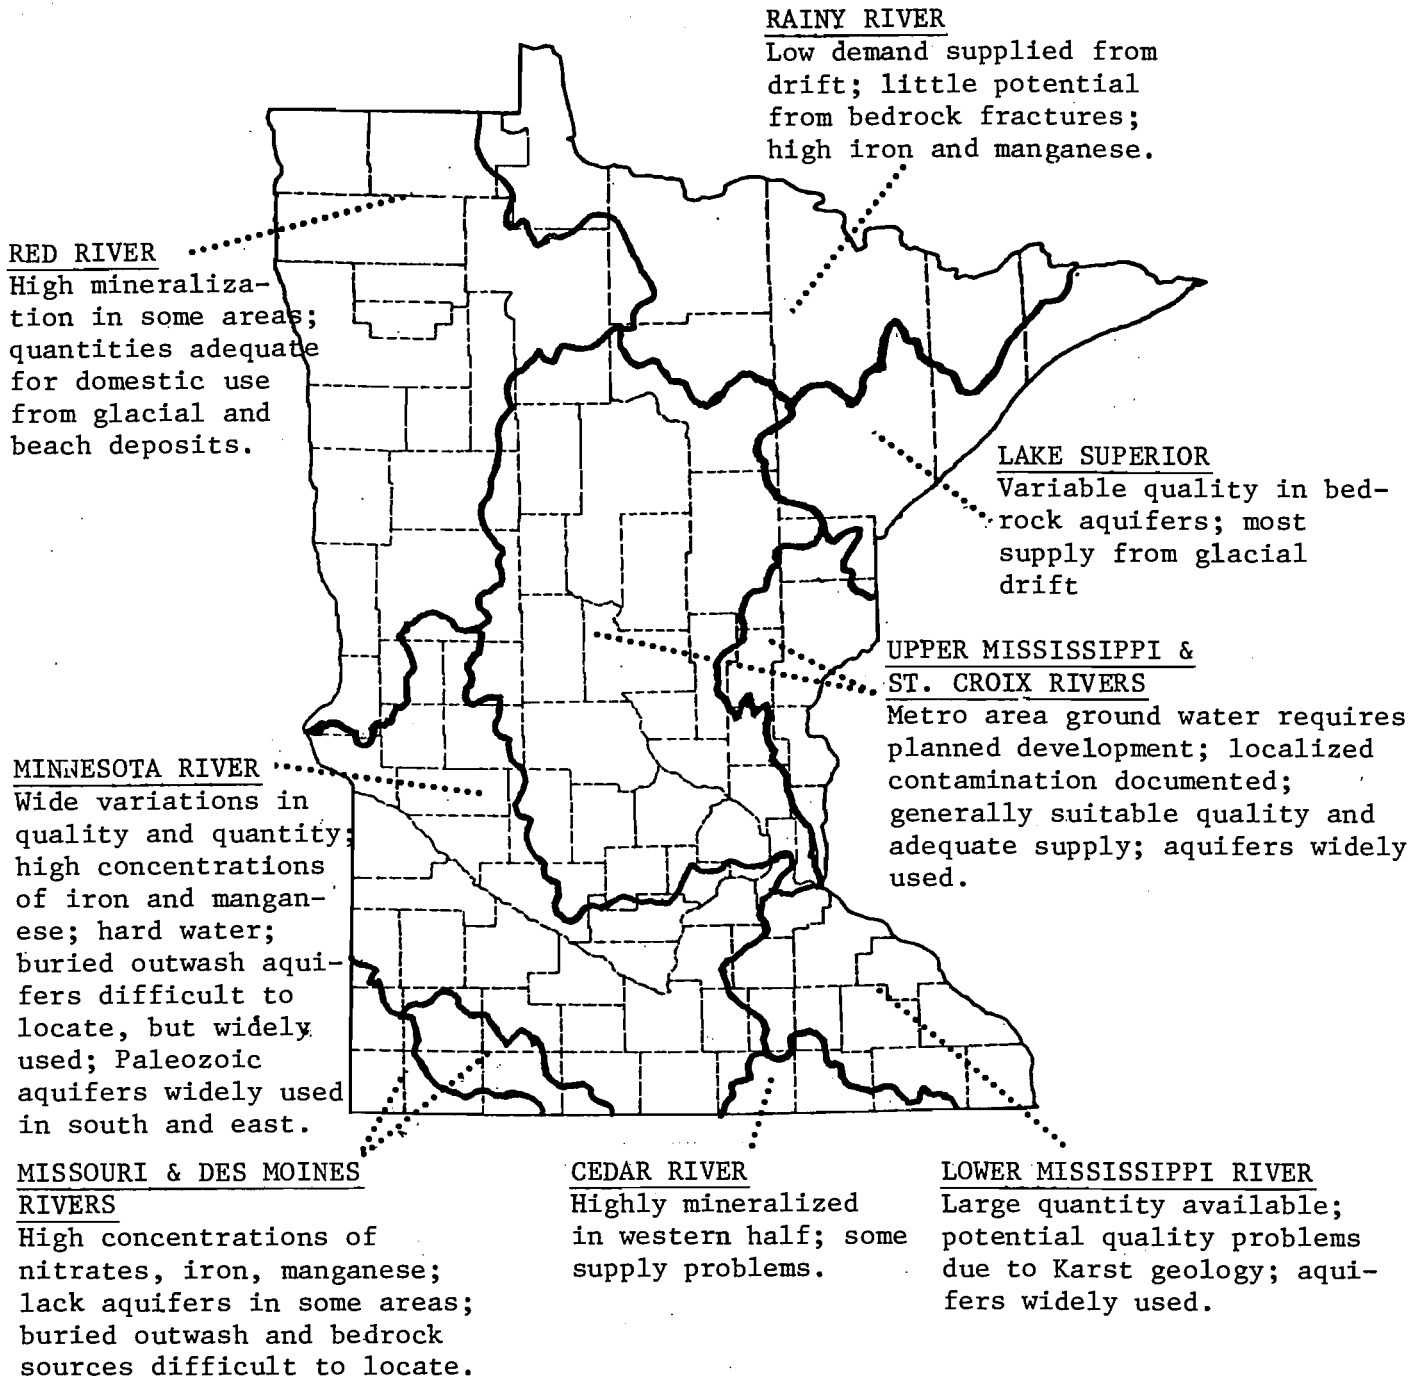 RAINY RIVER
Low demand supplied from
drift; little potential
from bedrock fractures;
high iron and manganese.
RED RIVER
High mineraliza-
tion in some areas;
quantities adequate
for domestic use
from glacial and
beach deposits.
LAKE SUPERIOR
Variable quality in bed-
rock aquifers; most
supply from glacial
drift
UPPER MISSISSIPPI &
ST. CROIX RIVERS
Metro area ground water requires
planned development; localized
contamination documented;
generally suitable quality and
adequate supply; aquifers widely
used.
MINNESOTA RIVER
Wide variations in
quality and quantity;
high concentrations
of iron and mangan-
ese; hard water;
buried outwash aqui-
fers difficult to
locate, but widely
used; Paleozoic
aquifers widely used
in south and east.
MISSOURI & DES MOINES
RIVERS
High concentrations of
nitrates, iron, manganese;
lack aquifers in some areas;
buried outwash and bedrock
sources difficult to locate.
CEDAR RIVER
Highly mineralized
in western half; some
supply problems.
LOWER MISSISSIPPI RIVER
Large quantity available;
potential quality problems
due to Karst geology; aqui-
fers widely used.